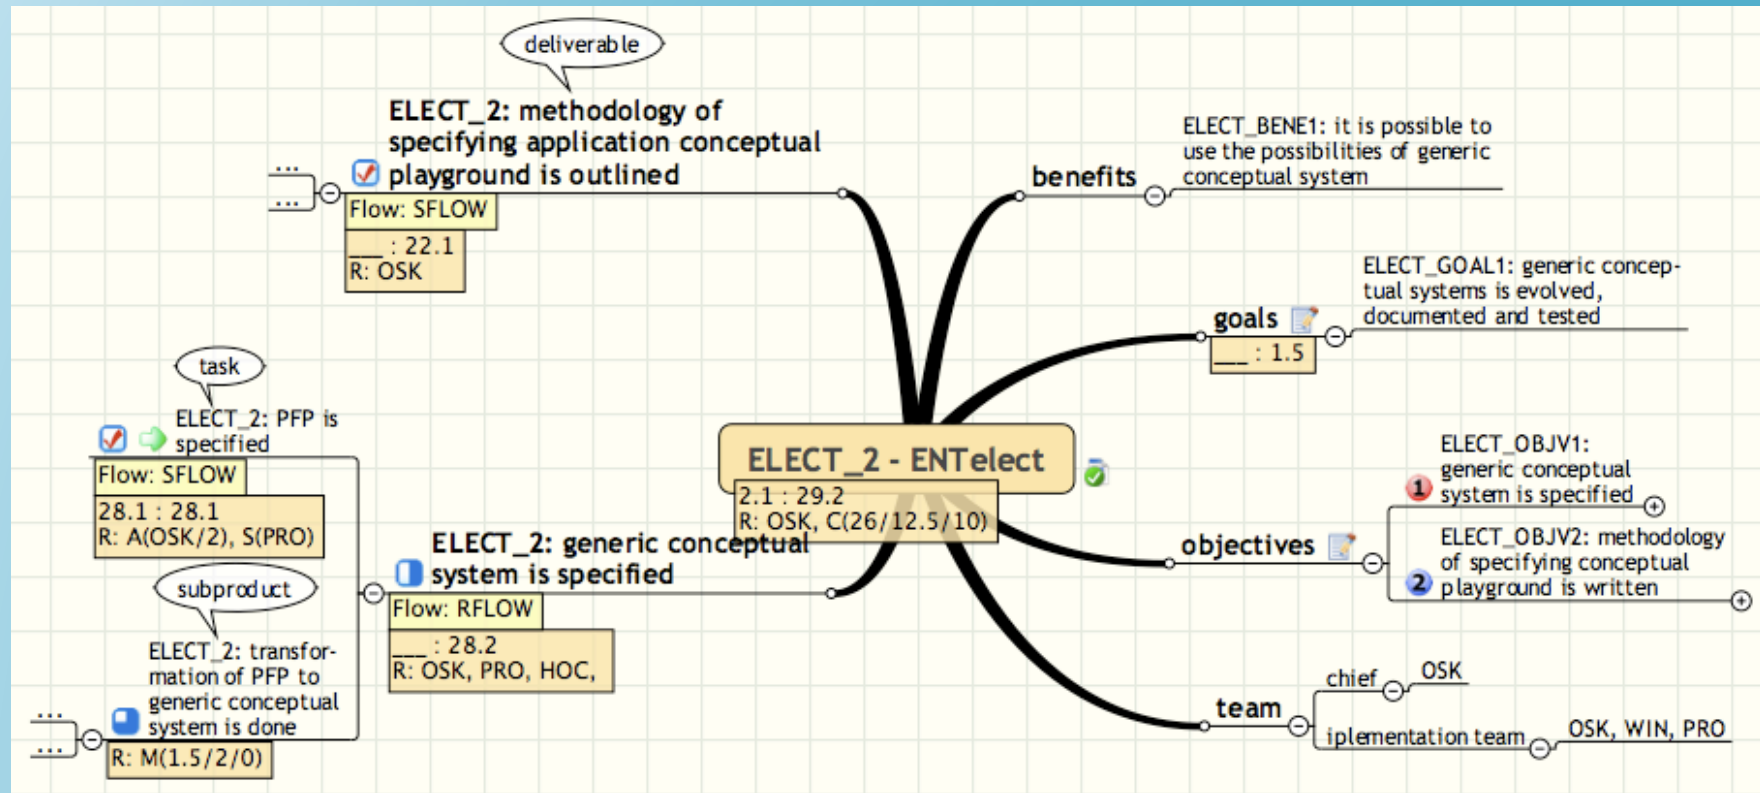 deliverable
ELECT_2: methodology of
specifying application conceptual
playground is outlined
...
...
Flow: SFLOW
___ : 22.1
R: OSK
task
ELECT_2: PFP is
specified
Flow: SFLOW
28.1 : 28.1
R: A(OSK/2), S(PRO)
subproduct
ELECT_2: transfor-
mation of PFP to
generic conceptual
system is done
...
...
R: M(1.5/2/0)
ELECT_2: generic conceptual
system is specified
Flow: RFLOW
___ : 28.2
R: OSK, PRO, HOC,
ELECT_2 - ENTelect
2.1 : 29.2
R: OSK, C(26/12.5/10)
benefits
ELECT_BENE1: it is possible to
use the possibilities of generic
conceptual system
goals
___ : 1.5
ELECT_GOAL1: generic concep-
tual systems is evolved,
documented and tested
objectives
1
ELECT_OBJV1:
generic conceptual
system is specified
2
ELECT_OBJV2: methodology
of specifying conceptual
playground is written
team
chief
OSK
iplementation team
OSK, WIN, PRO